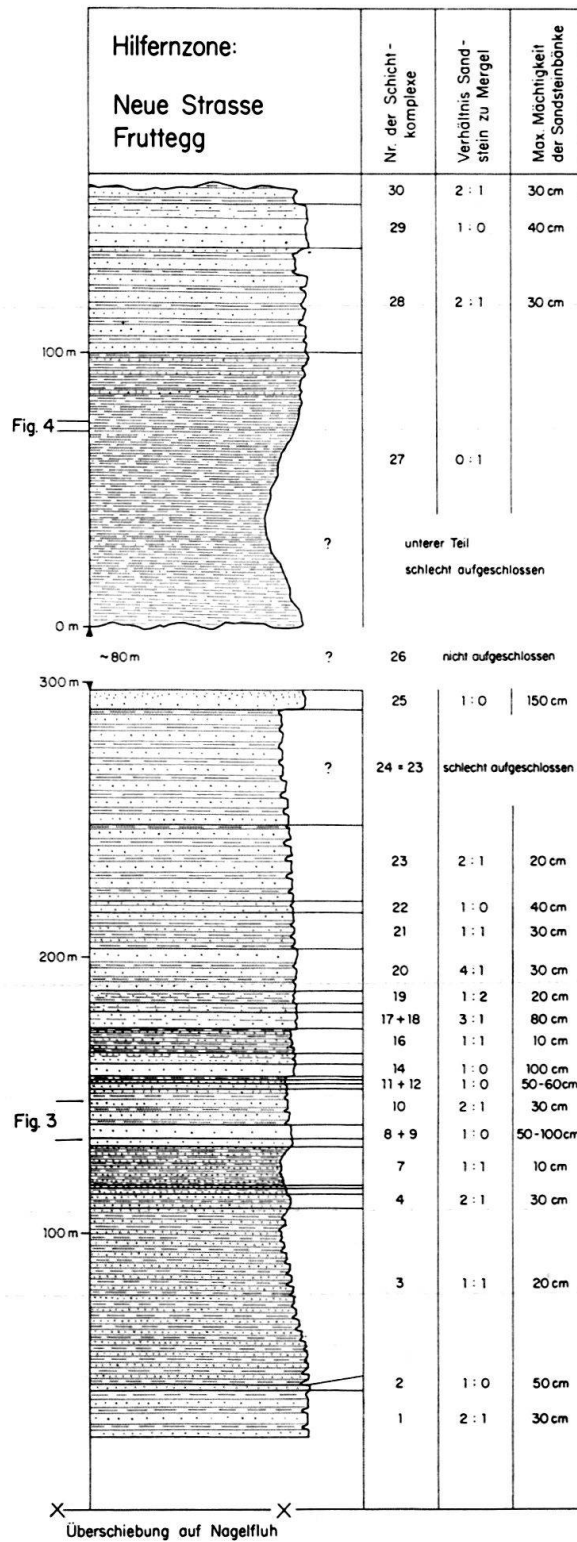 Hilfernzone:
Neue Strasse
Fruttegg
Nr. der Schicht-
komplexe
Verhältnis Sand-
stein zu Mergel
Max. Mächtigkeit
der Sandsteinbänke
30 2 : 1 30 cm
29 1 : 0 40 cm
28 2 : 1 30 cm
100 m
Fig. 4
27 0 : 1
? unterer Teil
schlecht aufgeschlossen
0 m
~80m ? 26 nicht aufgeschlossen
300 m
25 1 : 0 150 cm
? 24 = 23 schlecht aufgeschlossen
23 2 : 1 20 cm
22 1 : 0 40 cm
21 1 : 1 30 cm
200 m
20 4 : 1 30 cm
19 1 : 2 20 cm
17 + 18 3 : 1 80 cm
16 1 : 1 10 cm
14 1 : 0 100 cm
11 + 12 1 : 0 50-60cm
10 2 : 1 30 cm
Fig. 3
8 + 9 1 : 0 50-100cm
7 1 : 1 10 cm
4 2 : 1 30 cm
100 m
3 1 : 1 20 cm
2 1 : 0 50 cm
1 2 : 1 30 cm
Überschiebung auf Nagelfluh